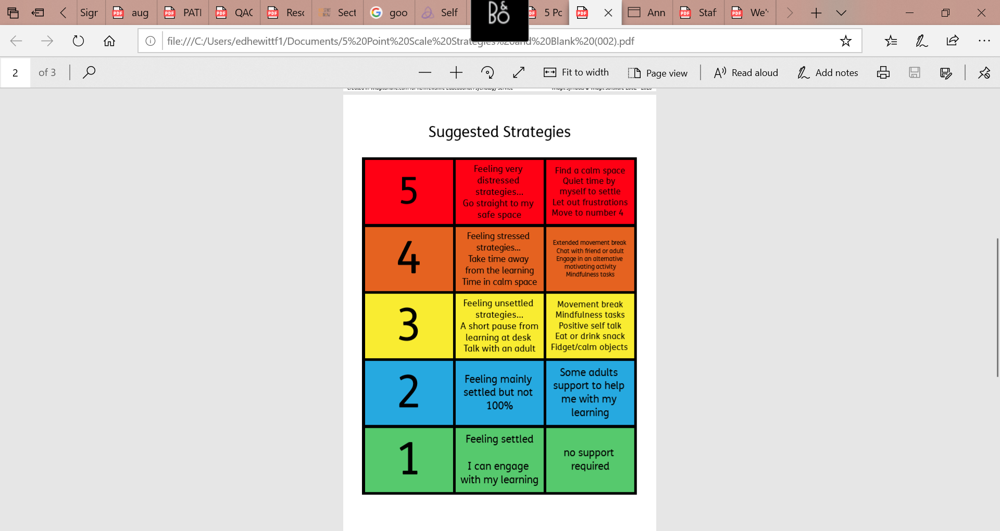 Sigr
aug
PATI
QAC
Resc
Sect
goo
Self
B&O
5 Pc
Ann
Staf
We'
file:///C:/Users/edhewittf1/Documents/5%20Point%20Scale%20Strategies%20and%20Blank%20(002).pdf
2 of 3
Fit to width
Page view
Read aloud
Add notes
Suggested Strategies
5
Feeling very
distressed
strategies...
Go straight to my
safe space
Find a calm space
Quiet time by
myself to settle
Let out frustrations
Move to number 4
4
Feeling stressed
strategies...
Take time away
from the learning
Time in calm space
Extended movement break
Chat with friend or adult
Engage in an alternative
motivating activity
Mindfulness tasks
3
Feeling unsettled
strategies...
A short pause from
learning at desk
Talk with an adult
Movement break
Mindfulness tasks
Positive self talk
Eat or drink snack
Fidget/calm objects
2
Feeling mainly
settled but not
100%
Some adults
support to help
me with my
learning
1
Feeling settled
I can engage
with my learning
no support
required